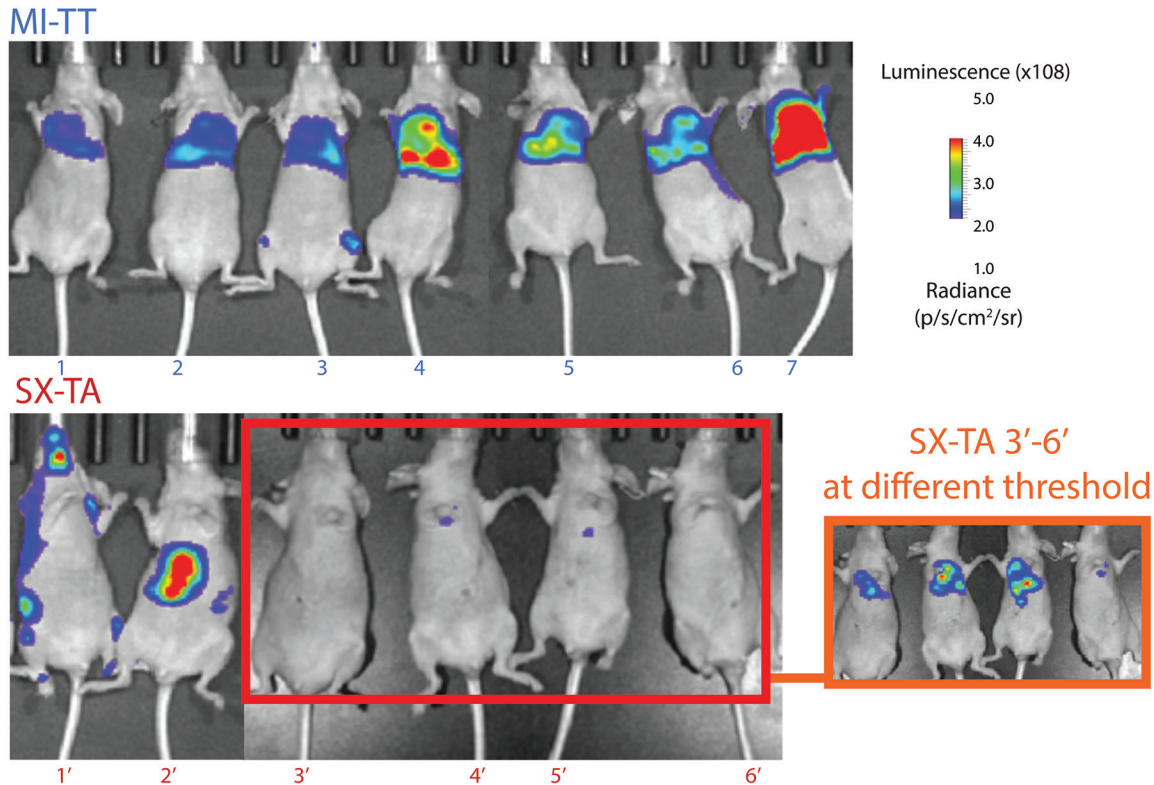 MI-TT
Luminescence (x108)
5.0
4.0
3.0
2.0
1.0
Radiance
(p/s/cm²/sr)
1
2
3
4
5
6
7
SX-TA
SX-TA 3′-6′
at different threshold
1′
2′
3′
4′
5′
6′